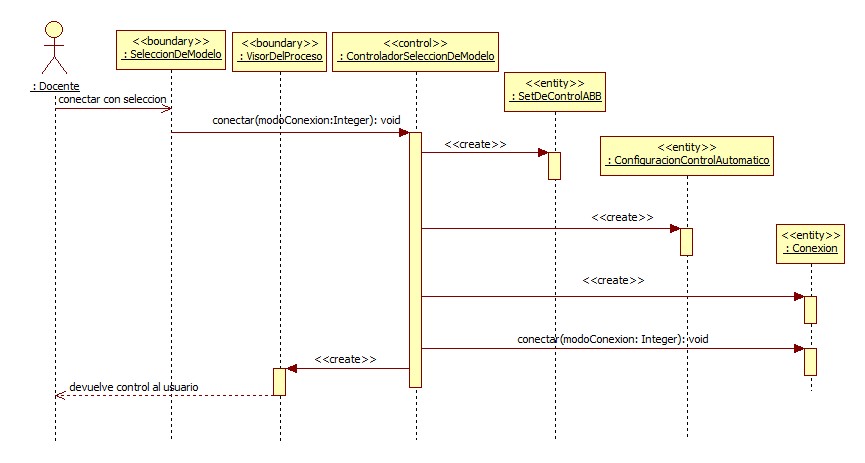 <<boundary>>
: SeleccionDeModelo
<<boundary>>
: VisorDelProceso
<<control>>
: ControladorSeleccionDeModelo
<<entity>>
: SetDeControlABB
: Docente
conectar con seleccion
conectar(modoConexion:Integer): void
<<create>>
<<entity>>
: ConfiguracionControlAutomatico
<<create>>
<<entity>>
: Conexion
<<create>>
conectar(modoConexion: Integer): void
<<create>>
devuelve control al usuario